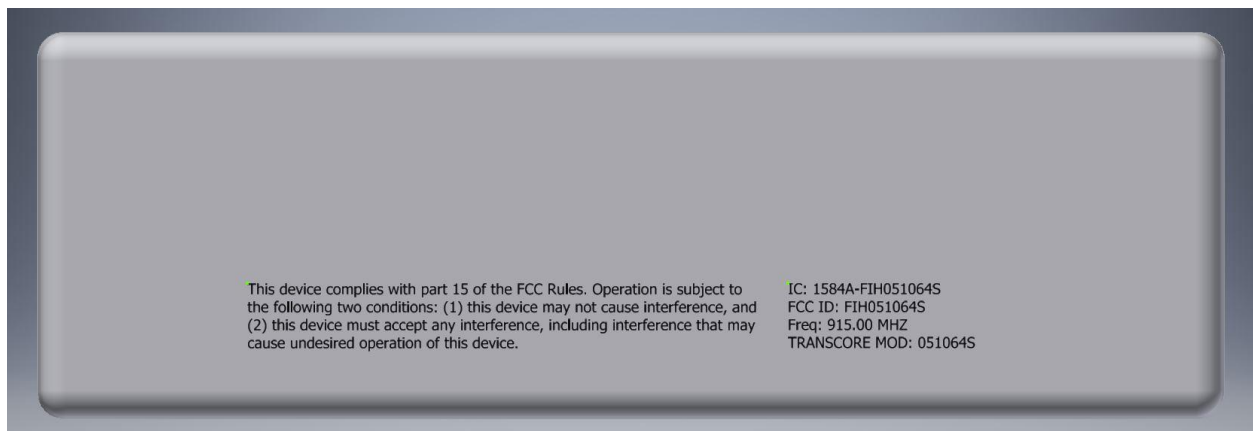 This device complies with part 15 of the FCC Rules. Operation is subject to
the following two conditions: (1) this device may not cause interference, and
(2) this device must accept any interference, including interference that may
cause undesired operation of this device.
IC: 1584A-FIH051064S
FCC ID: FIH051064S
Freq: 915.00 MHZ
TRANSCORE MOD: 051064S